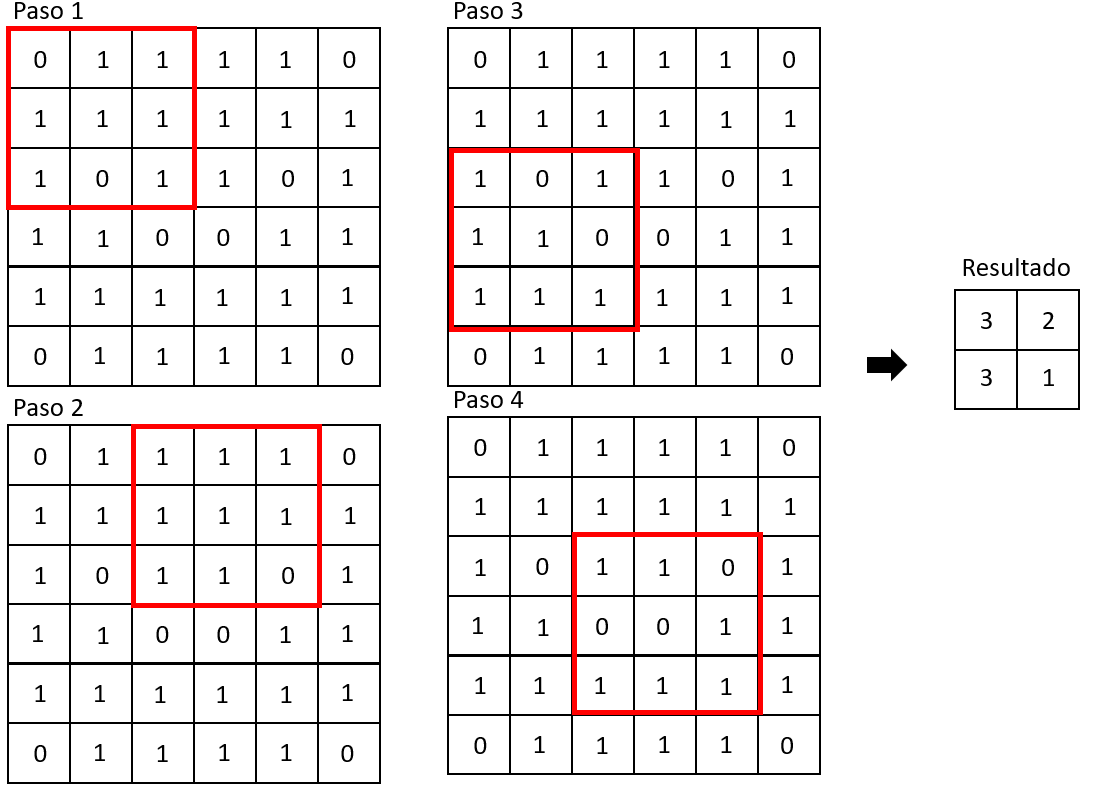 Paso 1
0 1 1 1 1 0
1 1 1 1 1 1
1 0 1 1 0 1
1 1 0 0 1 1
1 1 1 1 1 1
0 1 1 1 1 0
Paso 2
0 1 1 1 1 0
1 1 1 1 1 1
1 0 1 1 0 1
1 1 0 0 1 1
1 1 1 1 1 1
0 1 1 1 1 0
Paso 3
0 1 1 1 1 0
1 1 1 1 1 1
1 0 1 1 0 1
1 1 0 0 1 1
1 1 1 1 1 1
0 1 1 1 1 0
Paso 4
0 1 1 1 1 0
1 1 1 1 1 1
1 0 1 1 0 1
1 1 0 0 1 1
1 1 1 1 1 1
0 1 1 1 1 0
Resultado
3 2
3 1